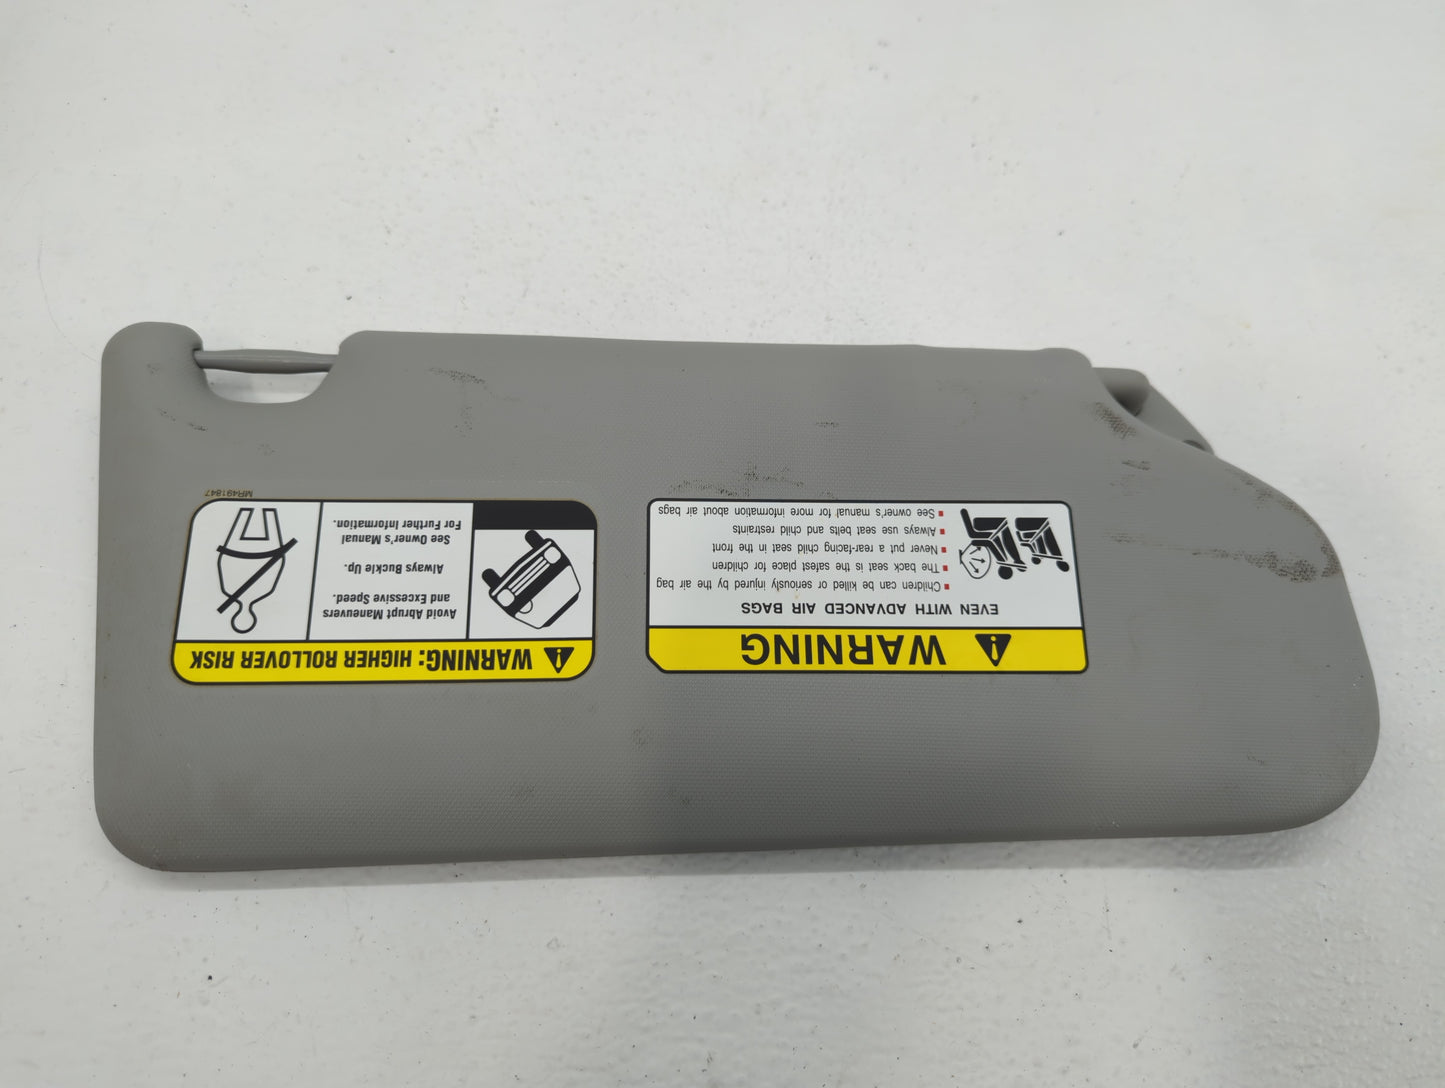 WARNING
EVEN WITH ADVANCED AIR BAGS
Children can be killed or seriously injured by the air bag
The back seat is the safest place for children
Never put a rear-facing child seat in the front
Always use seat belts and child restraints
See owner's manual for more information about air bags
WARNING: HIGHER ROLLOVER RISK
Avoid Abrupt Maneuvers
and Excessive Speed.
Always Buckle Up.
See Owner's Manual
For Further Information.
MR491847